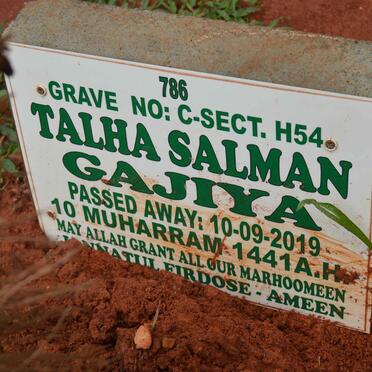 786
GRAVE NO: C-SECT. H54
TALHA SALMAN
GAJIYA
PASSED AWAY: 10-09-2019
10 MUHARRAM 1441 A.H.
MAY ALLAH GRANT ALL OUR MARHOOMEEN
JANNATUL FIRDOSE - AMEEN